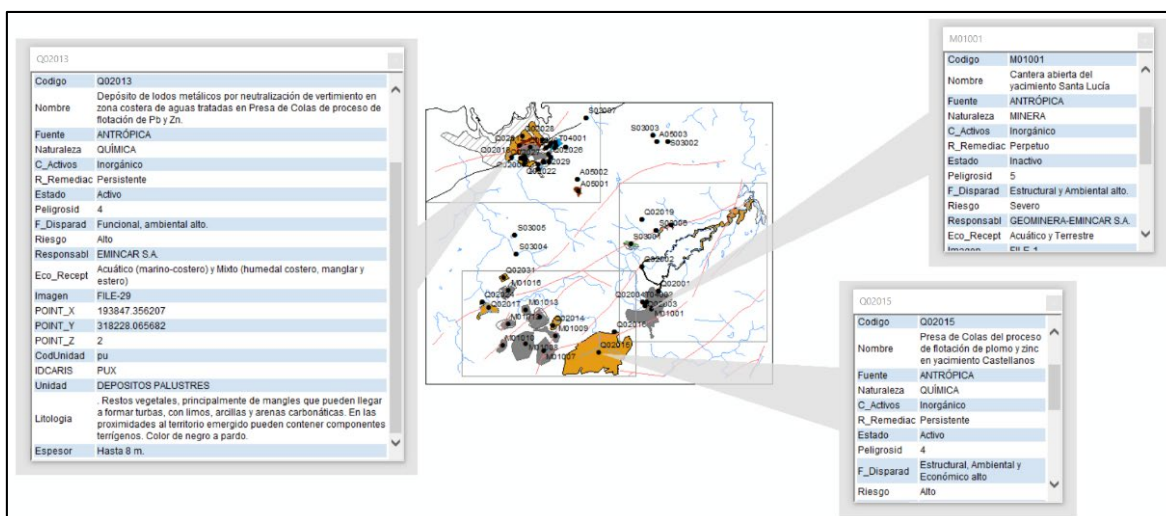 Q02013
Codigo Q02013
Nombre Depósito de lodos metálicos por neutralización de vertimiento en
zona costera de aguas tratadas en Presa de Colas de proceso de
flotación de Pb y Zn.
Fuente ANTRÓPICA
Naturaleza QUÍMICA
C_Activos Inorgánico
R_Remediac Persistente
Estado Activo
Peligrosid 4
F_Disparad Funcional, ambiental alto.
Riesgo Alto
Responsabl EMINCAR S.A.
Eco_Recept Acuático (marino-costero) y Mixto (humedal costero, manglar y
estero)
Imagen FILE-29
POINT_X 193847.356207
POINT_Y 318228.065682
POINT_Z 2
CodUnidad pu
IDCARIS PUX
Unidad DEPOSITOS PALUSTRES
Litologia . Restos vegetales, principalmente de mangles que pueden llegar
a formar turbas, con limos, arcillas y arenas carbonáticas. En las
proximidades al territorio emergido pueden contener componentes
terrígenos. Color de negro a pardo.
Espesor Hasta 8 m.
S03007
T04001
Q02026
Q02022
S03003
A05003
S03002
A05002
A05001
Q02019
S03001
S03005
S03004
Q02002
Q02031
M01016
Q02001
Q02017
M01013
M01001
Q02014
M01009
Q02015
M01007
M01001
Codigo M01001
Nombre Cantera abierta del
yacimiento Santa Lucía
Fuente ANTRÓPICA
Naturaleza MINERA
C_Activos Inorgánico
R_Remediac Perpetuo
Estado Inactivo
Peligrosid 5
F_Disparad Estructural y Ambiental alto.
Riesgo Severo
Responsabl GEOMINERA-EMINCAR S.A.
Eco_Recept Acuático y Terrestre
Imagen FILE-1
Q02015
Codigo Q02015
Nombre Presa de Colas del proceso
de flotación de plomo y zinc
en yacimiento Castellanos
Fuente ANTRÓPICA
Naturaleza QUÍMICA
C_Activos Inorgánico
R_Remediac Persistente
Estado Activo
Peligrosid 4
F_Disparad Estructural, Ambiental y
Económico alto
Riesgo Alto